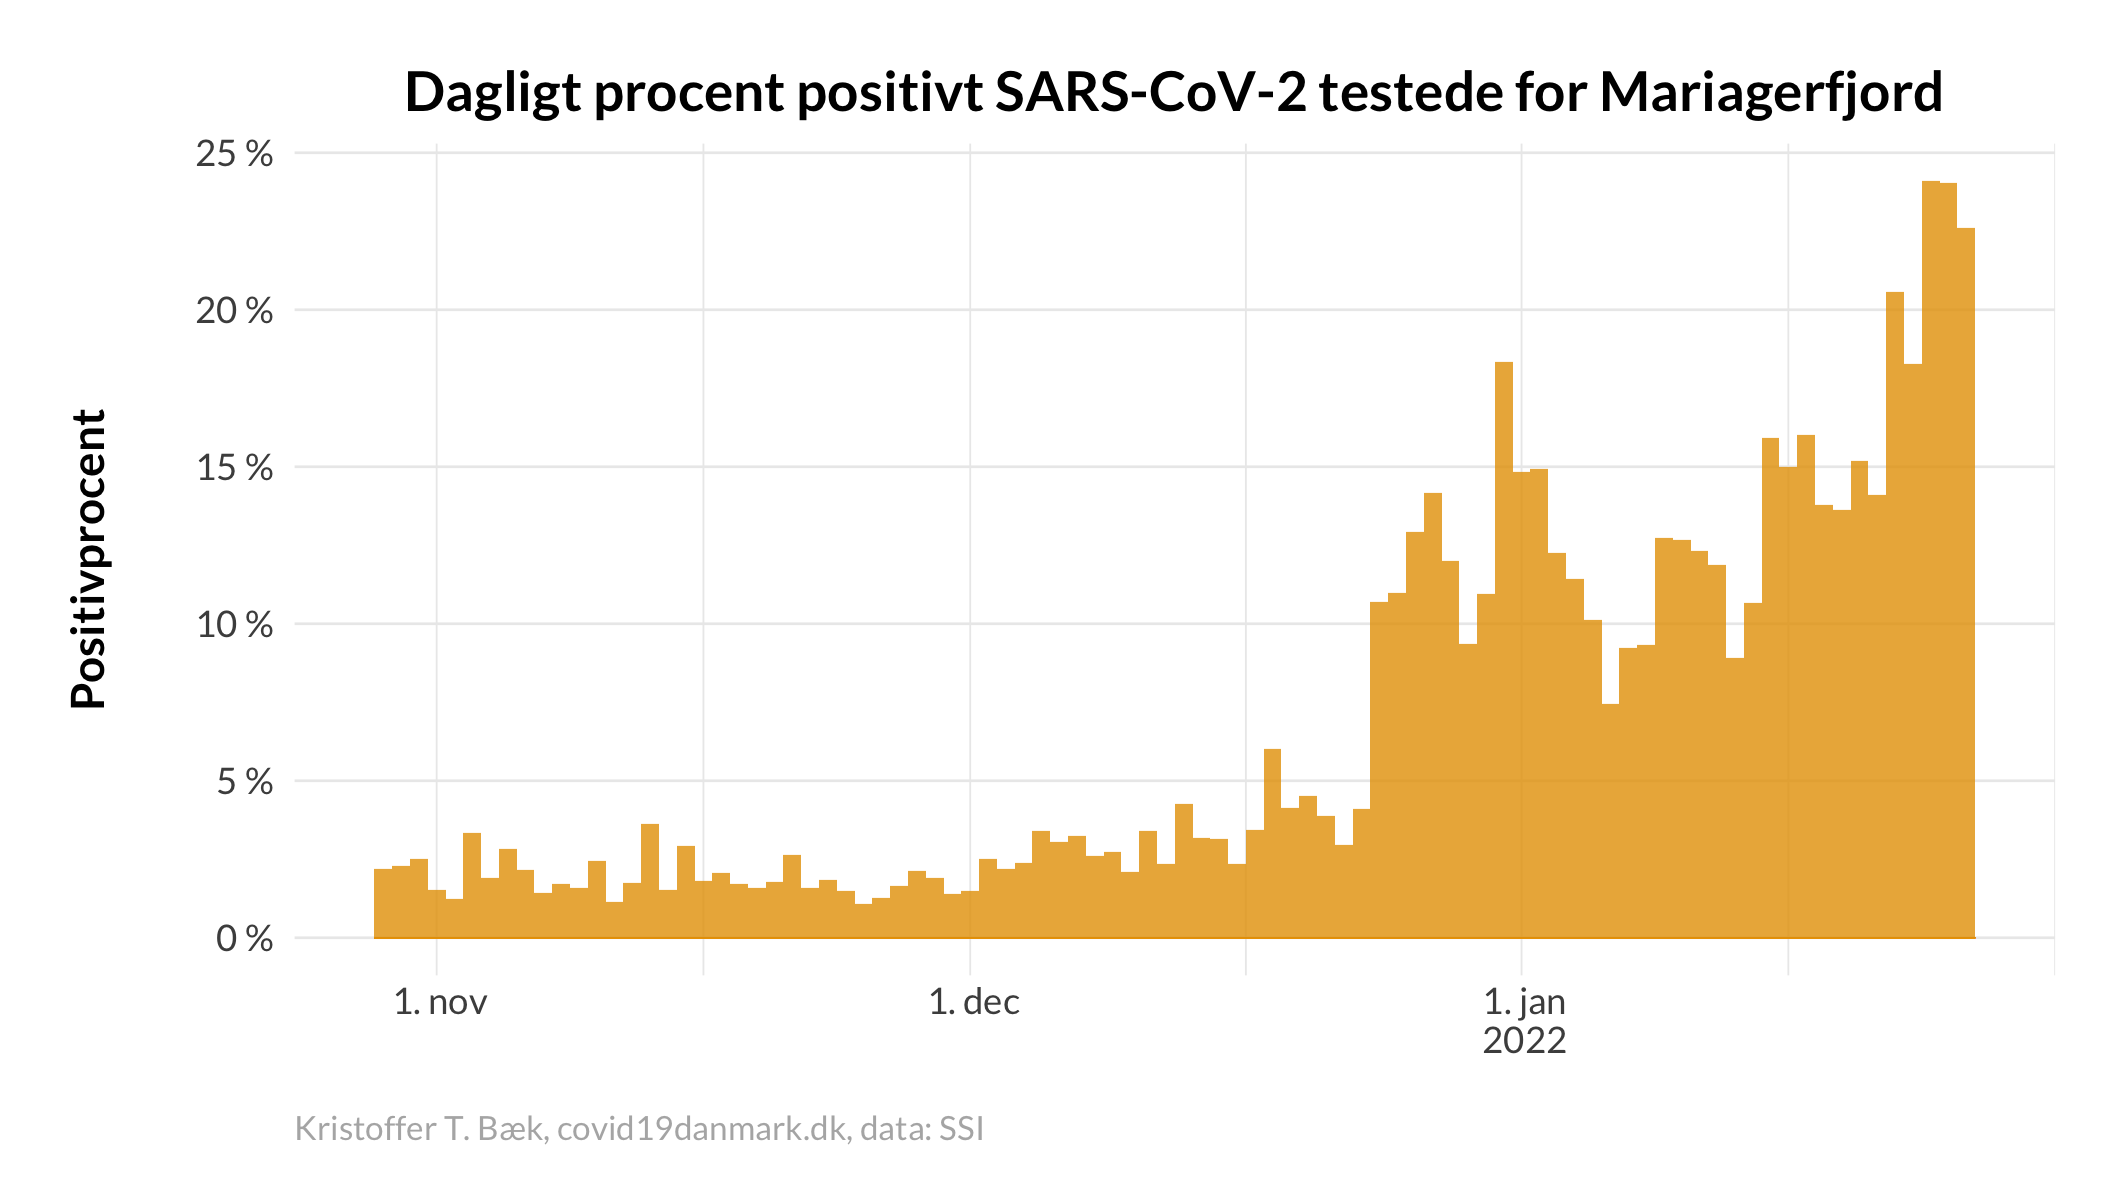 Dagligt procent positivt SARS-CoV-2 testede for Mariagerfjord
Positivprocent
25 %
20 %
15 %
10 %
5 %
0 %
1. nov
1. dec
1. jan
2022
Kristoffer T. Bæk, covid19danmark.dk, data: SSI